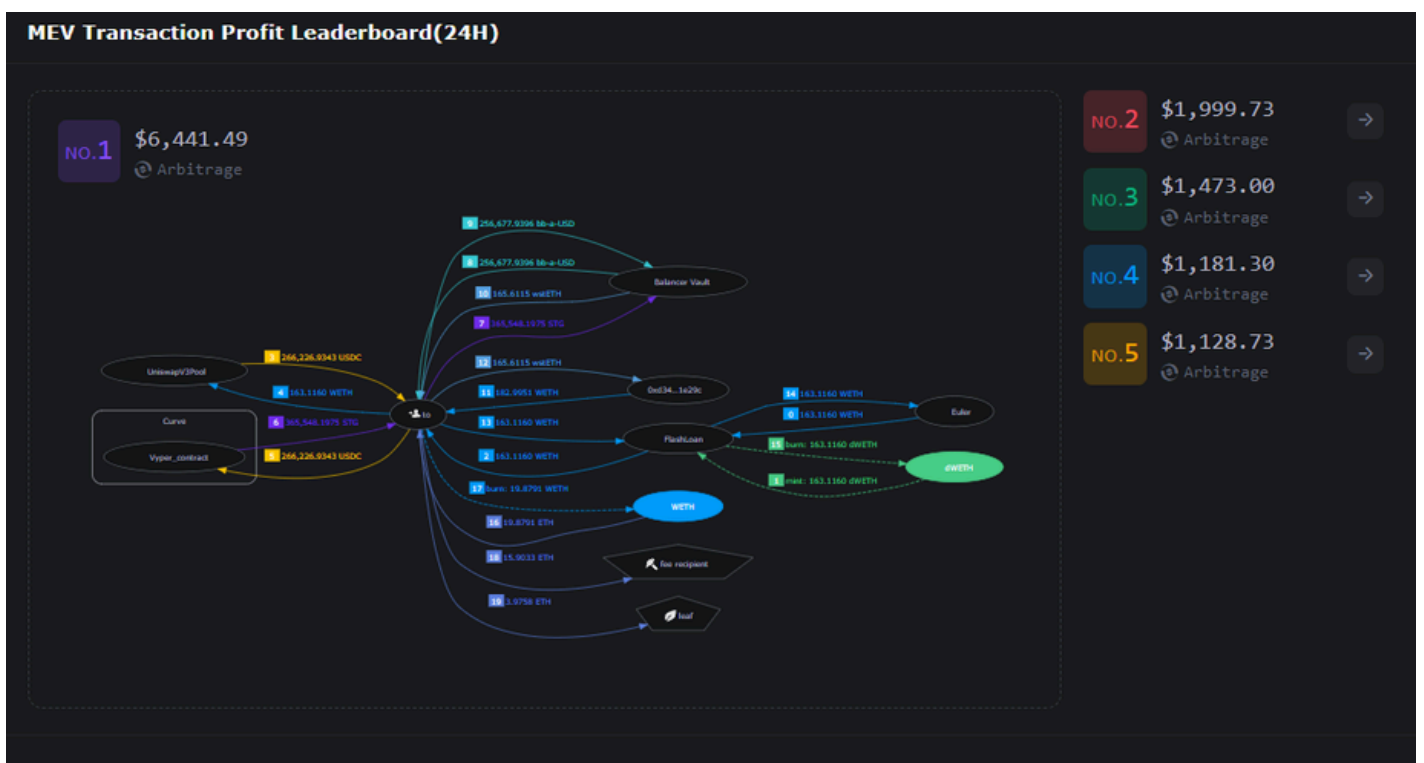 MEV Transaction Profit Leaderboard(24H)
NO.1
$6,441.49
Arbitrage
9 256,677.9396 bb-a-USD
8 256,677.9396 bb-a-USD
Balancer Vault
10 165.6115 wstETH
7 365,548.1975 STG
3 266,226.9343 USDC
UniswapV3Pool
4 163.1160 WETH
12 165.6115 wstETH
11 182.9951 WETH
0xd34...1e29c
to
Curve
6 365,548.1975 STG
Vyper_contract
5 266,226.9343 USDC
13 163.1160 WETH
FlashLoan
2 163.1160 WETH
14 163.1160 WETH
0 163.1160 WETH
Euler
15 burn: 163.1160 dWETH
dWETH
1 mint: 163.1160 dWETH
17 burn: 19.8791 WETH
WETH
16 19.8791 ETH
18 15.9033 ETH
fee recipient
19 3.9758 ETH
leaf
NO.2
$1,999.73
Arbitrage
NO.3
$1,473.00
Arbitrage
NO.4
$1,181.30
Arbitrage
NO.5
$1,128.73
Arbitrage